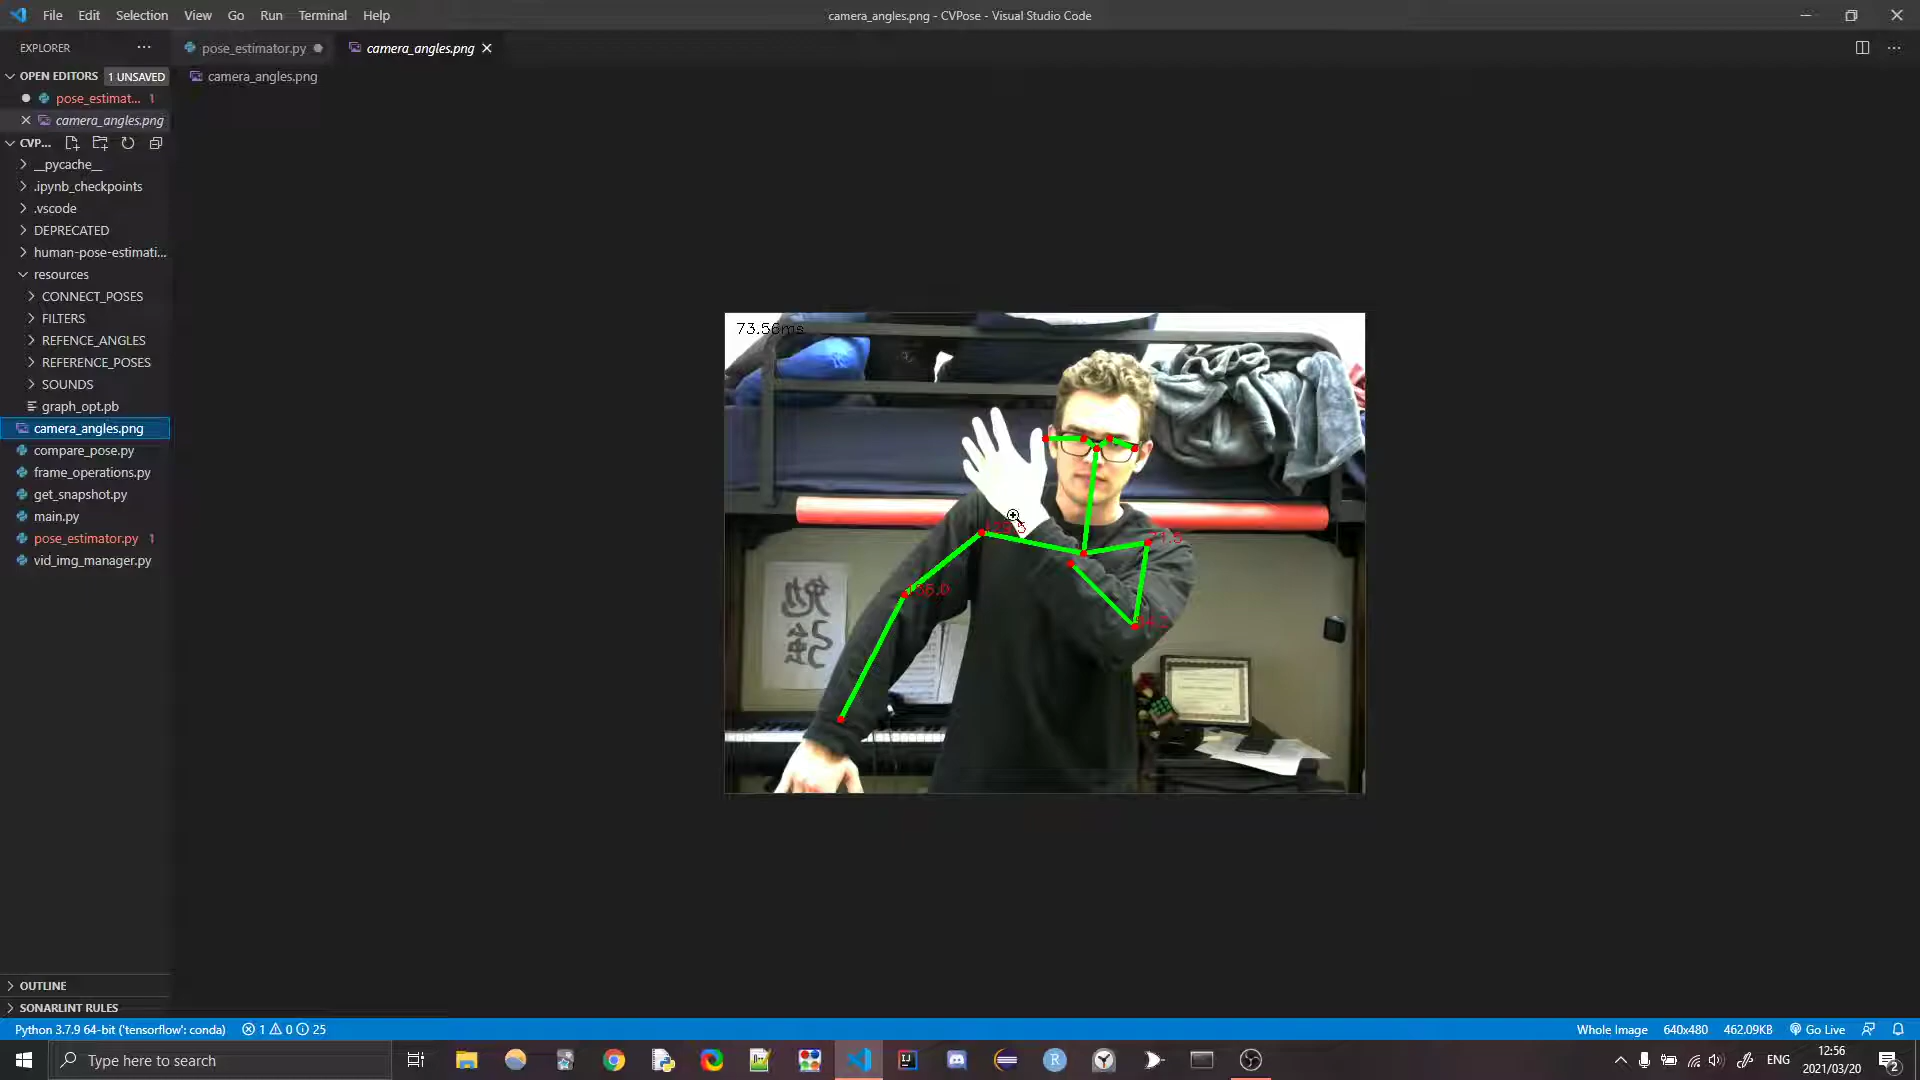 File Edit Selection View Go Run Terminal Help
camera_angles.png - CVPose - Visual Studio Code
EXPLORER
pose_estimator.py
camera_angles.png
OPEN EDITORS 1 UNSAVED
camera_angles.png
pose_estimat... 1
camera_angles.png
CVP...
__pycache__
.ipynb_checkpoints
.vscode
DEPRECATED
human-pose-estimati...
resources
CONNECT_POSES
FILTERS
REFENCE_ANGLES
REFERENCE_POSES
SOUNDS
graph_opt.pb
camera_angles.png
compare_pose.py
frame_operations.py
get_snapshot.py
main.py
pose_estimator.py 1
vid_img_manager.py
73.56ms
OUTLINE
SONARLINT RULES
Python 3.7.9 64-bit ('tensorflow': conda) 1 0 25
Whole Image 640x480 462.09KB Go Live
Type here to search
ENG
12:56
2021/03/20
2